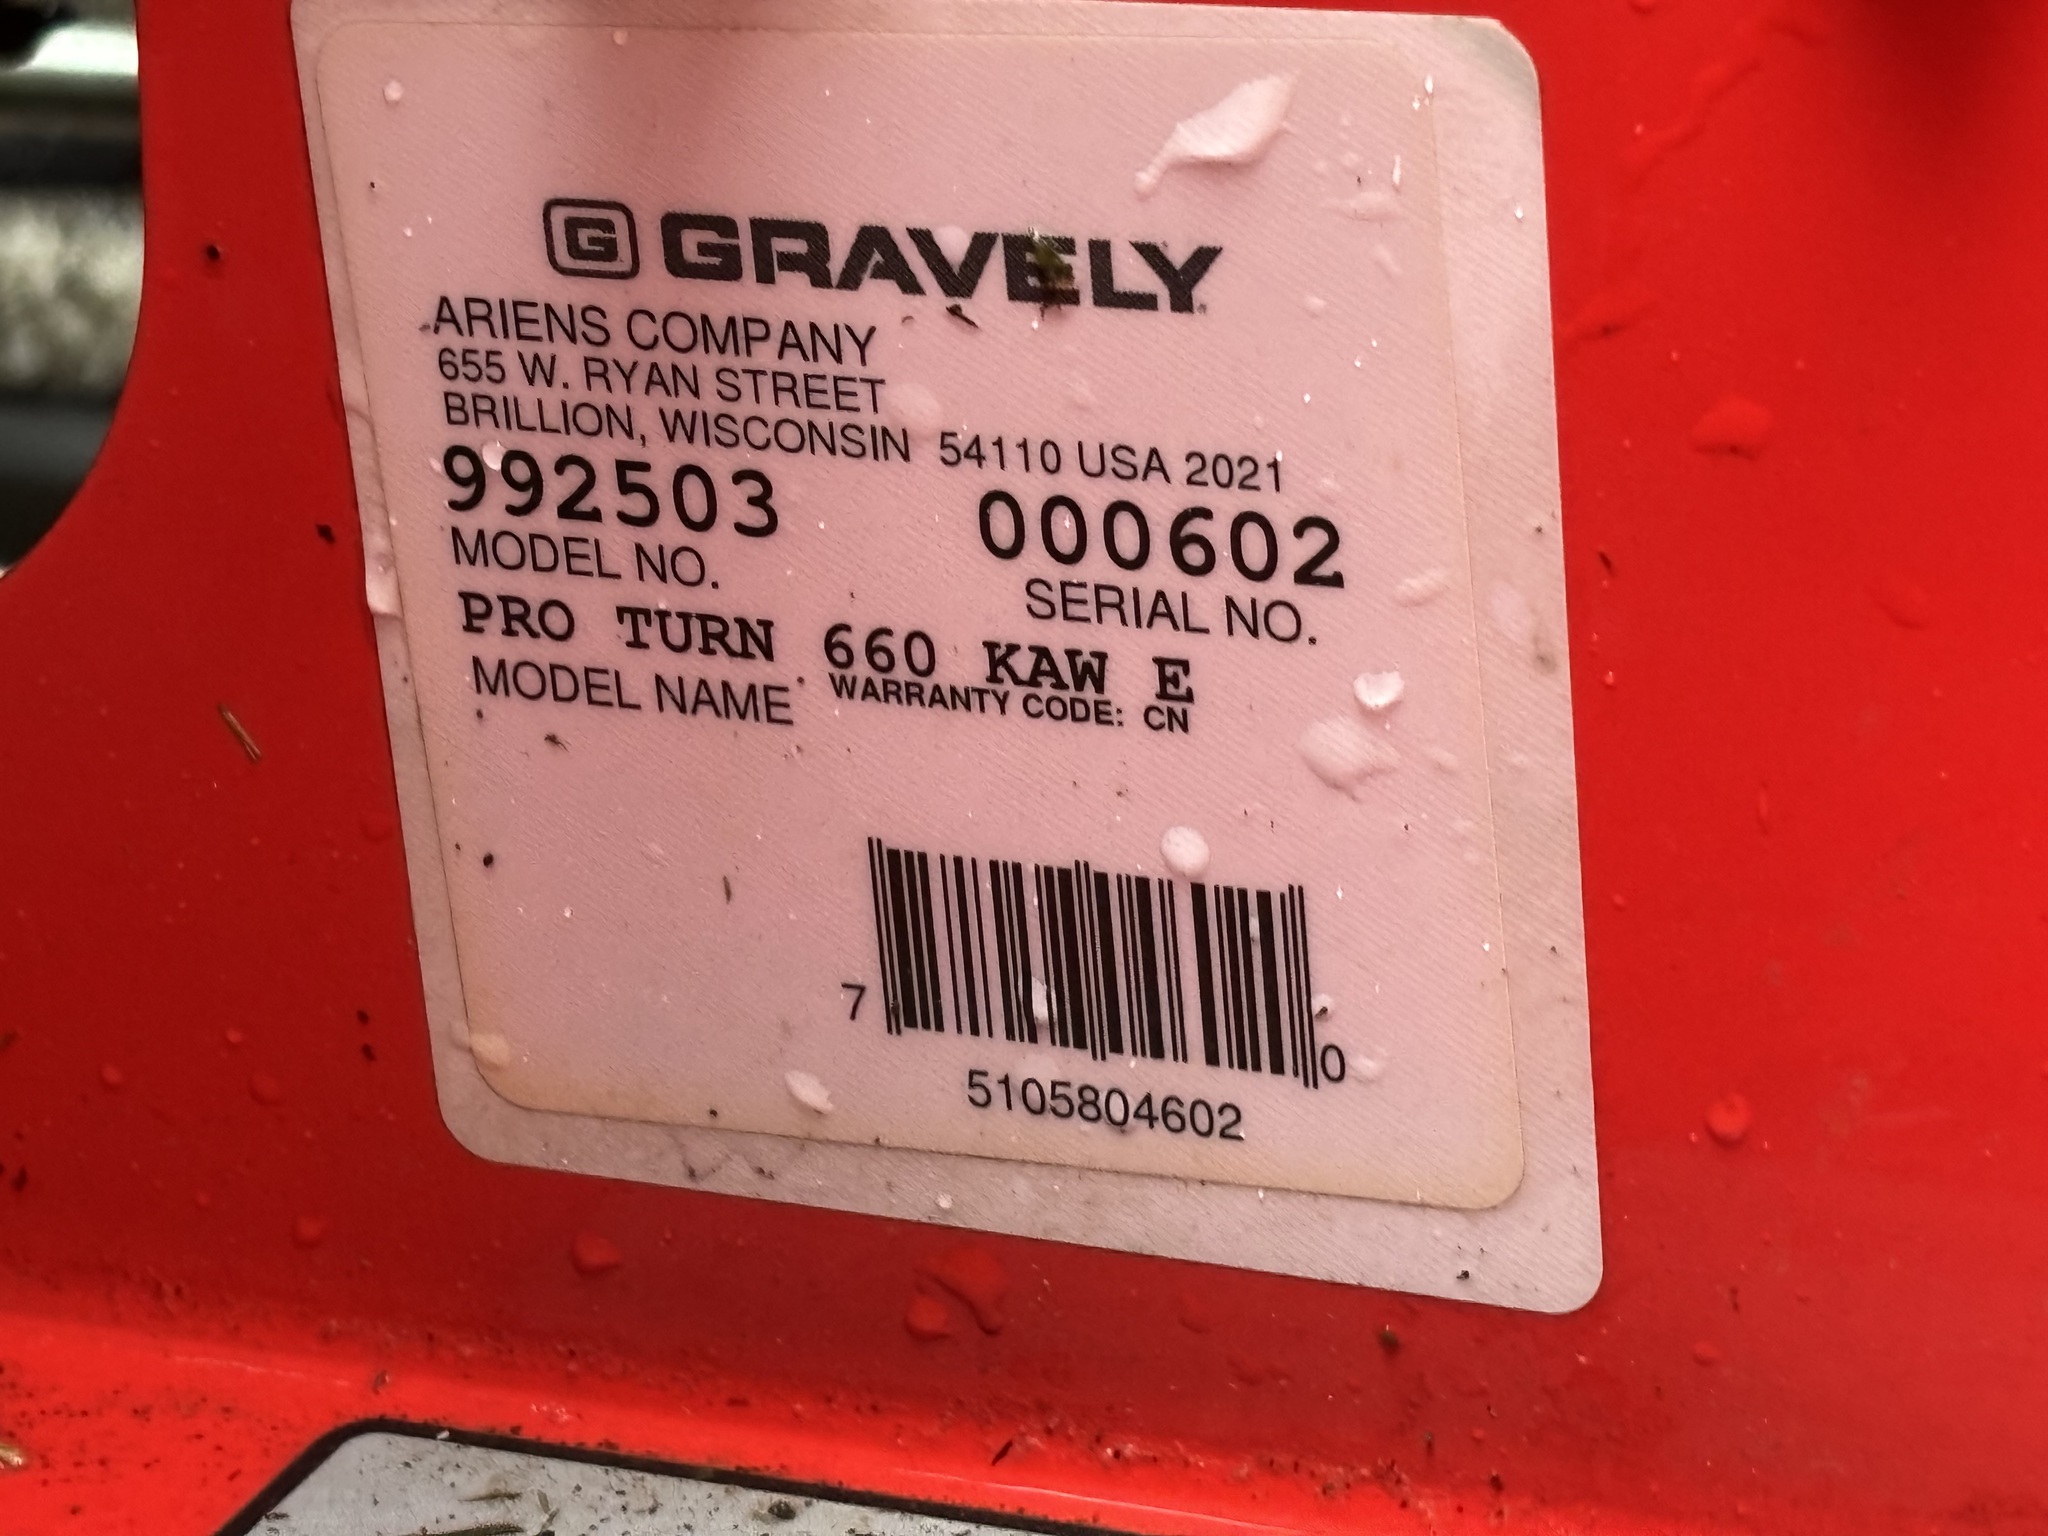 G GRAVELY
ARIENS COMPANY
655 W. RYAN STREET
BRILLION, WISCONSIN 54110 USA 2021
992503 000602
MODEL NO. SERIAL NO.
PRO TURN 660 KAW E
MODEL NAME WARRANTY CODE: CN
7 0
5105804602